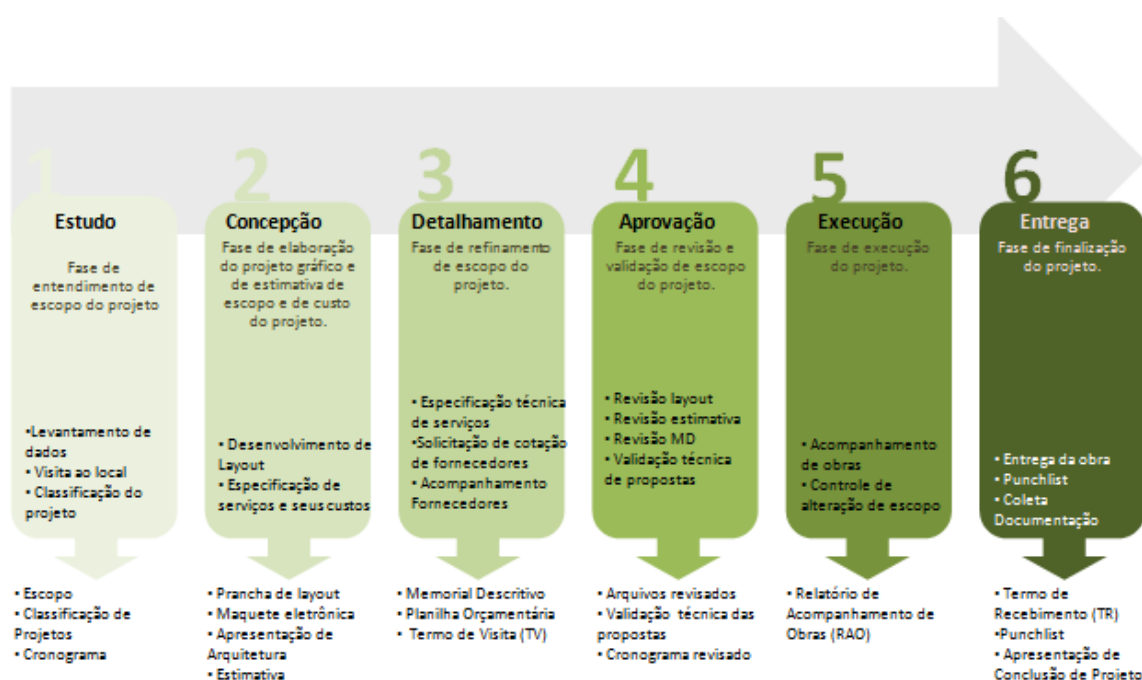 1
Estudo
Fase de
entendimento de
escopo do projeto
•Levantamento de
dados
• Visita ao local
• Classificação do
projeto
• Escopo
• Classificação de
Projetos
• Cronograma
2
Concepção
Fase de elaboração
do projeto gráfico e
de estimativa de
escopo e de custo
do projeto.
• Desenvolvimento de
Layout
• Especificação de
serviços e seus custos
• Prancha de layout
• Maquete eletrônica
• Apresentação de
Arquitetura
• Estimativa
3
Detalhamento
Fase de refinamento
de escopo do
projeto.
• Especificação técnica
de serviços
•Solicitação de cotação
de fornecedores
• Acompanhamento
Fornecedores
• Memorial Descritivo
• Planilha Orçamentária
• Termo de Visita (TV)
4
Aprovação
Fase de revisão e
validação de escopo
do projeto.
• Revisão layout
• Revisão estimativa
• Revisão MD
• Validação técnica
de propostas
• Arquivos revisados
• Validação técnica das
propostas
• Cronograma revisado
5
Execução
Fase de execução
do projeto.
• Acompanhamento
de obras
• Controle de
alteração de escopo
• Relatório de
Acompanhamento de
Obras (RAO)
6
Entrega
Fase de finalização
do projeto.
• Entrega da obra
• Punchlist
• Coleta
Documentação
• Termo de
Recebimento (TR)
•Punchlist
• Apresentação de
Conclusão de Projeto